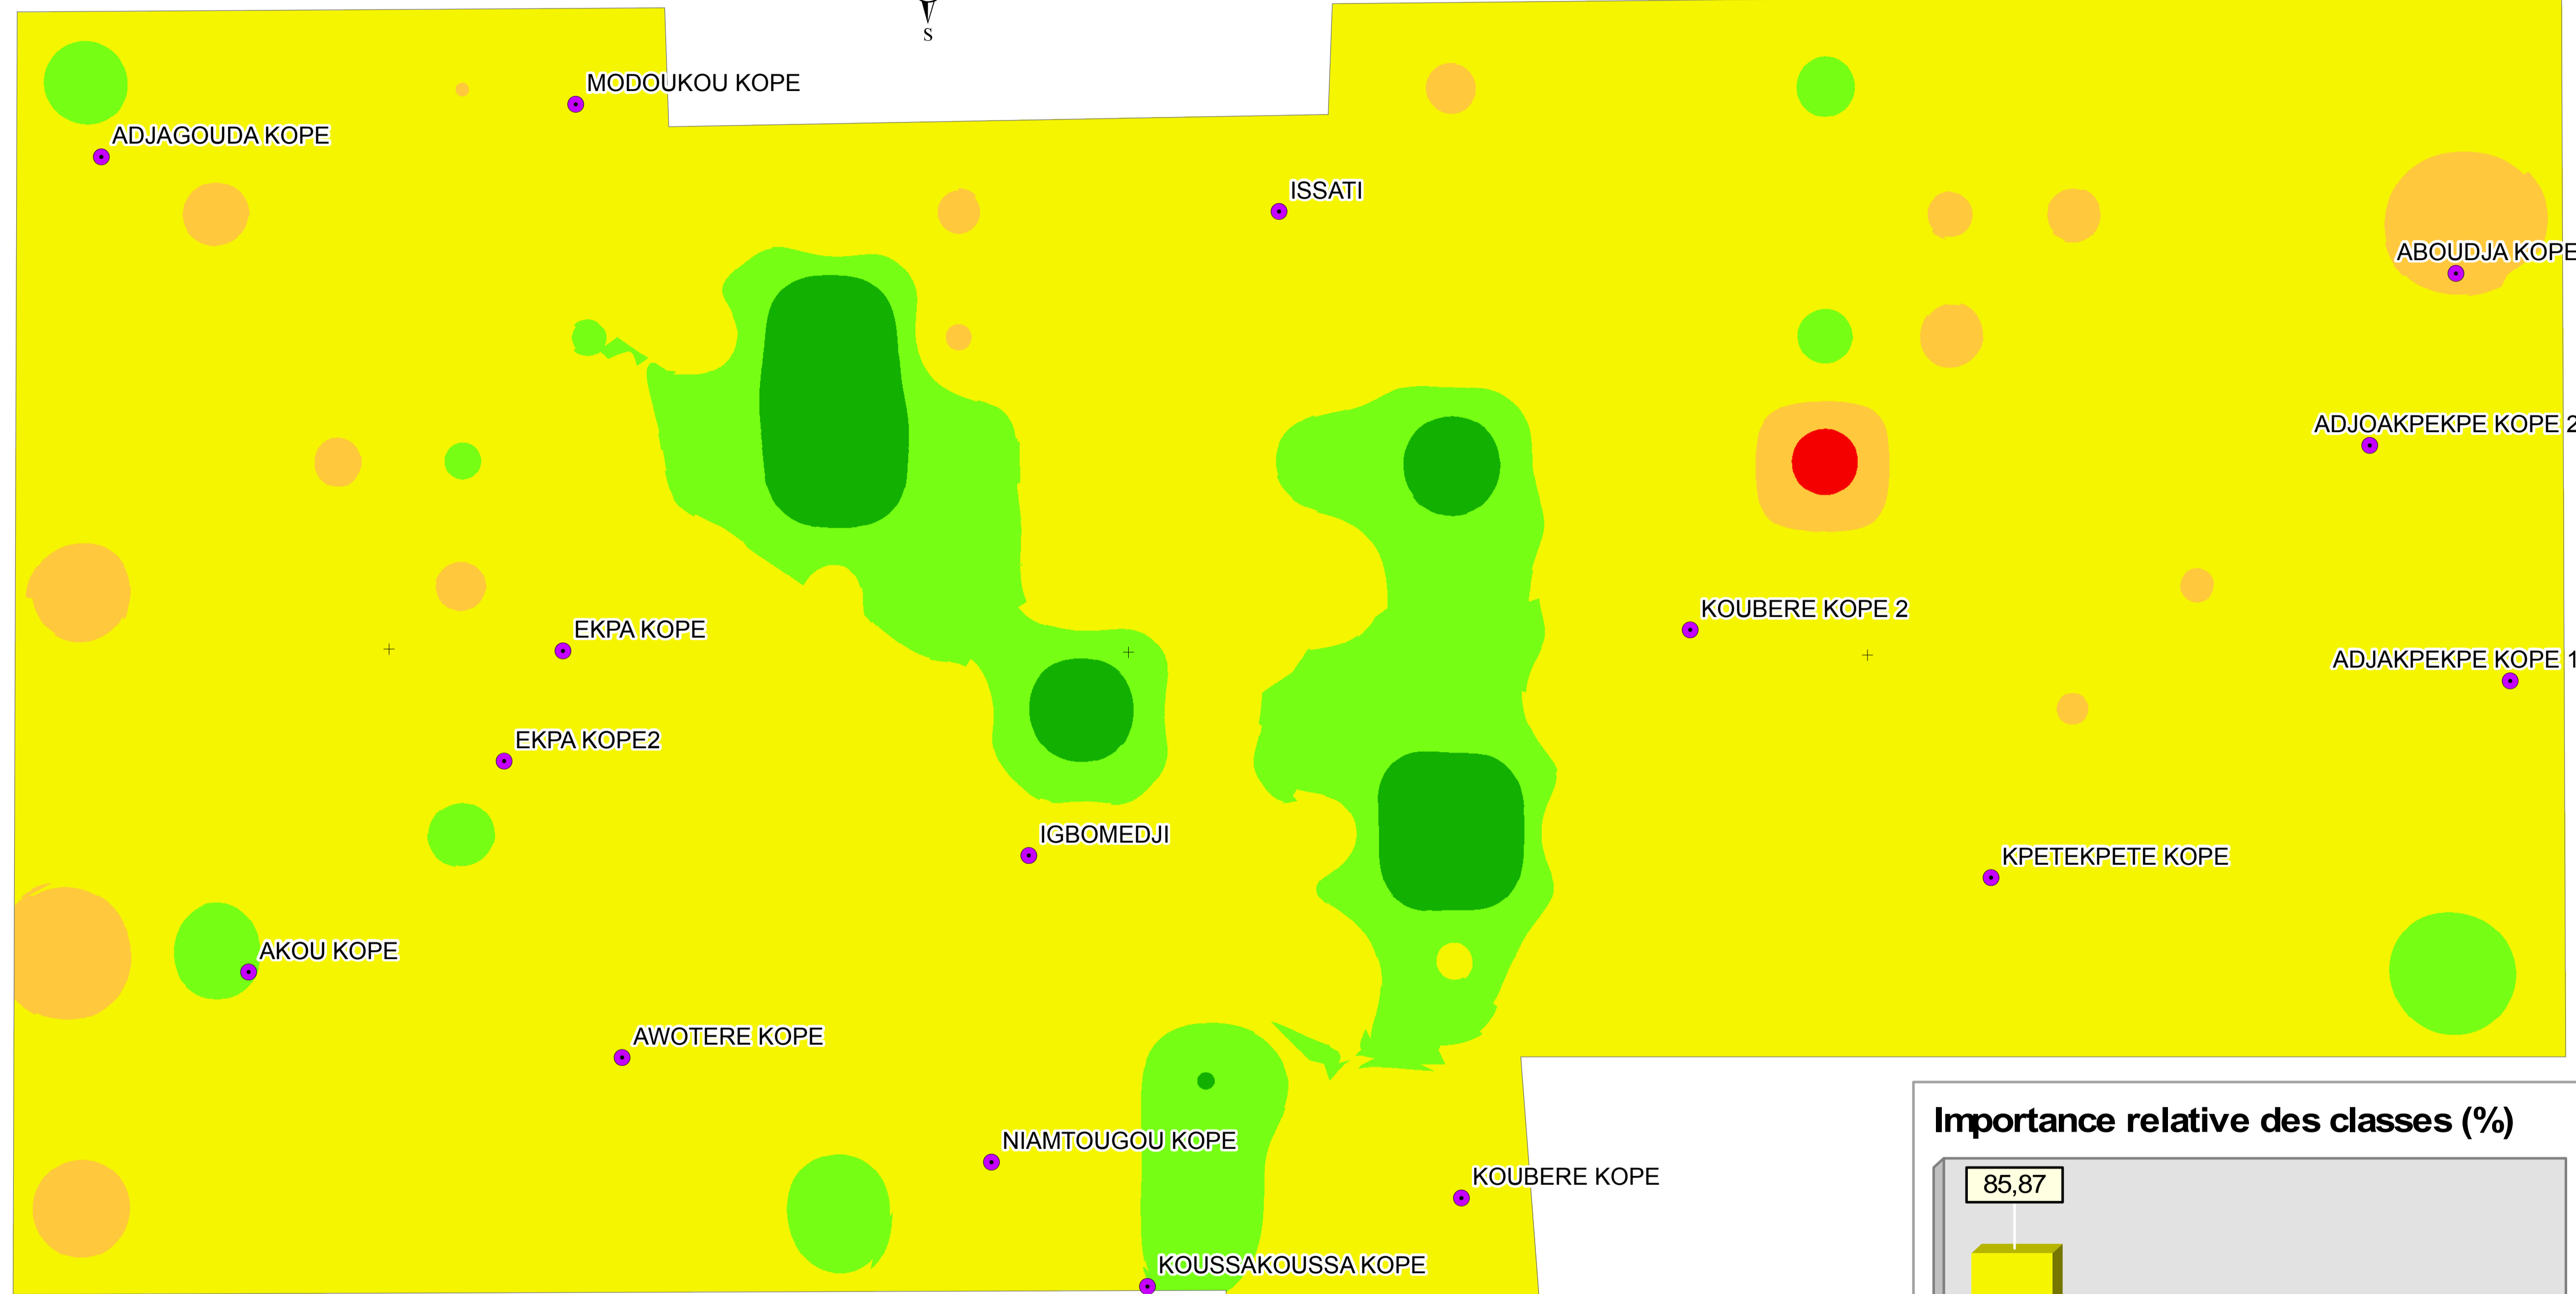 S
MODOUKOU KOPE
ADJAGOUDA KOPE
ISSATI
ABOUDJA KOPE
ADJOAKPEKPE KOPE 2
KOUBERE KOPE 2
EKPA KOPE
ADJAKPEKPE KOPE 1
EKPA KOPE2
IGBOMEDJI
KPETEKPETE KOPE
AKOU KOPE
AWOTERE KOPE
Importance relative des classes (%)
NIAMTOUGOU KOPE
KOUBERE KOPE
85,87
KOUSSAKOUSSA KOPE